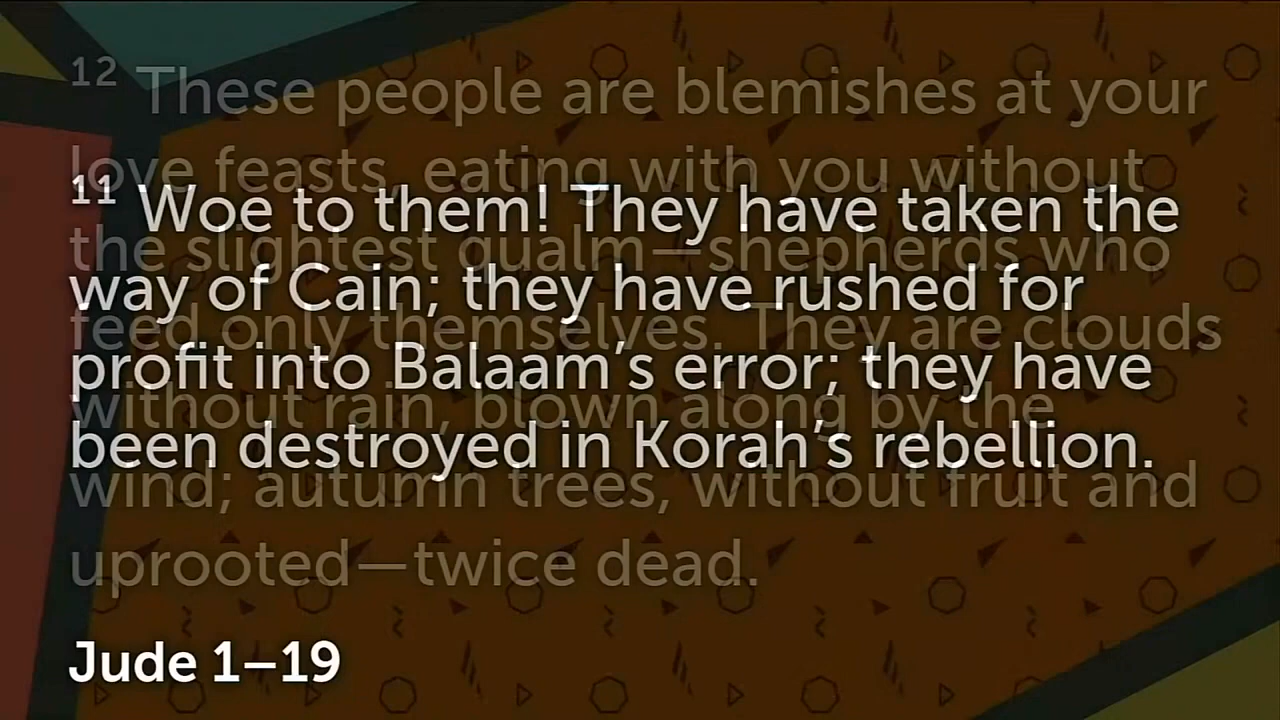 12 These people are blemishes at your
love feasts, eating with you without
the slightest qualm—shepherds who
feed only themselves. They are clouds
without rain, blown along by the
wind; autumn trees, without fruit and
uprooted—twice dead.
11 Woe to them! They have taken the
way of Cain; they have rushed for
profit into Balaam’s error; they have
been destroyed in Korah’s rebellion.
Jude 1–19